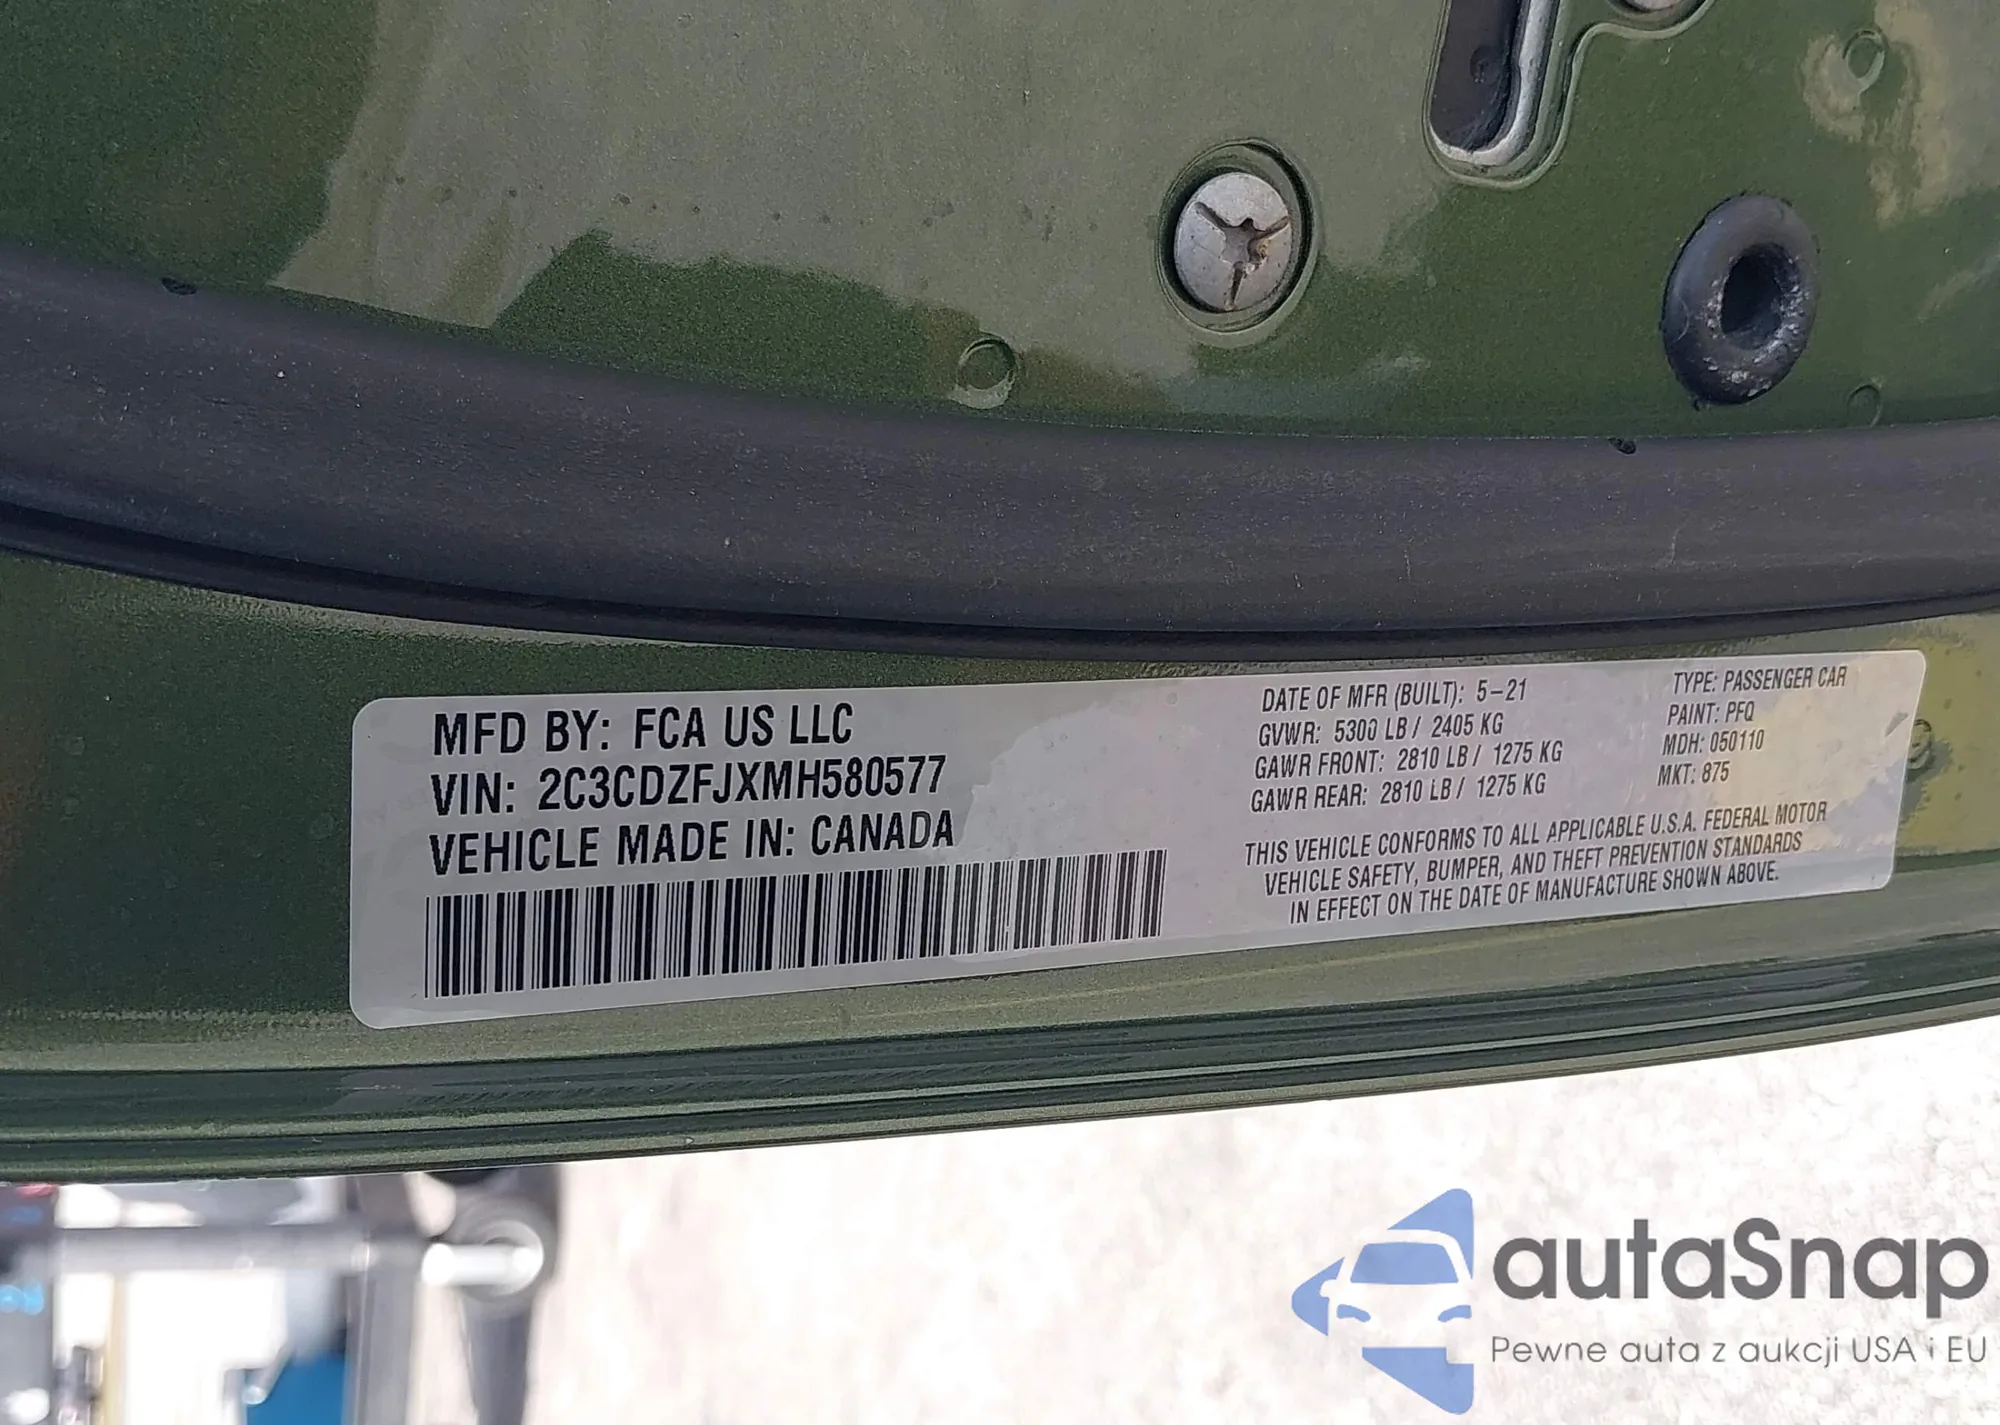 MFD BY: FCA US LLC
VIN: 2C3CDZFJXMH580577
VEHICLE MADE IN: CANADA
DATE OF MFR (BUILT): 5-21
GVWR: 5300 LB / 2405 KG
GAWR FRONT: 2810 LB / 1275 KG
GAWR REAR: 2810 LB / 1275 KG
TYPE: PASSENGER CAR
PAINT: PFQ
MDH: 050110
MKT: 875
THIS VEHICLE CONFORMS TO ALL APPLICABLE U.S.A. FEDERAL MOTOR
VEHICLE SAFETY, BUMPER, AND THEFT PREVENTION STANDARDS
IN EFFECT ON THE DATE OF MANUFACTURE SHOWN ABOVE.
autaSnap
Pewne auta z aukcji USA i EU